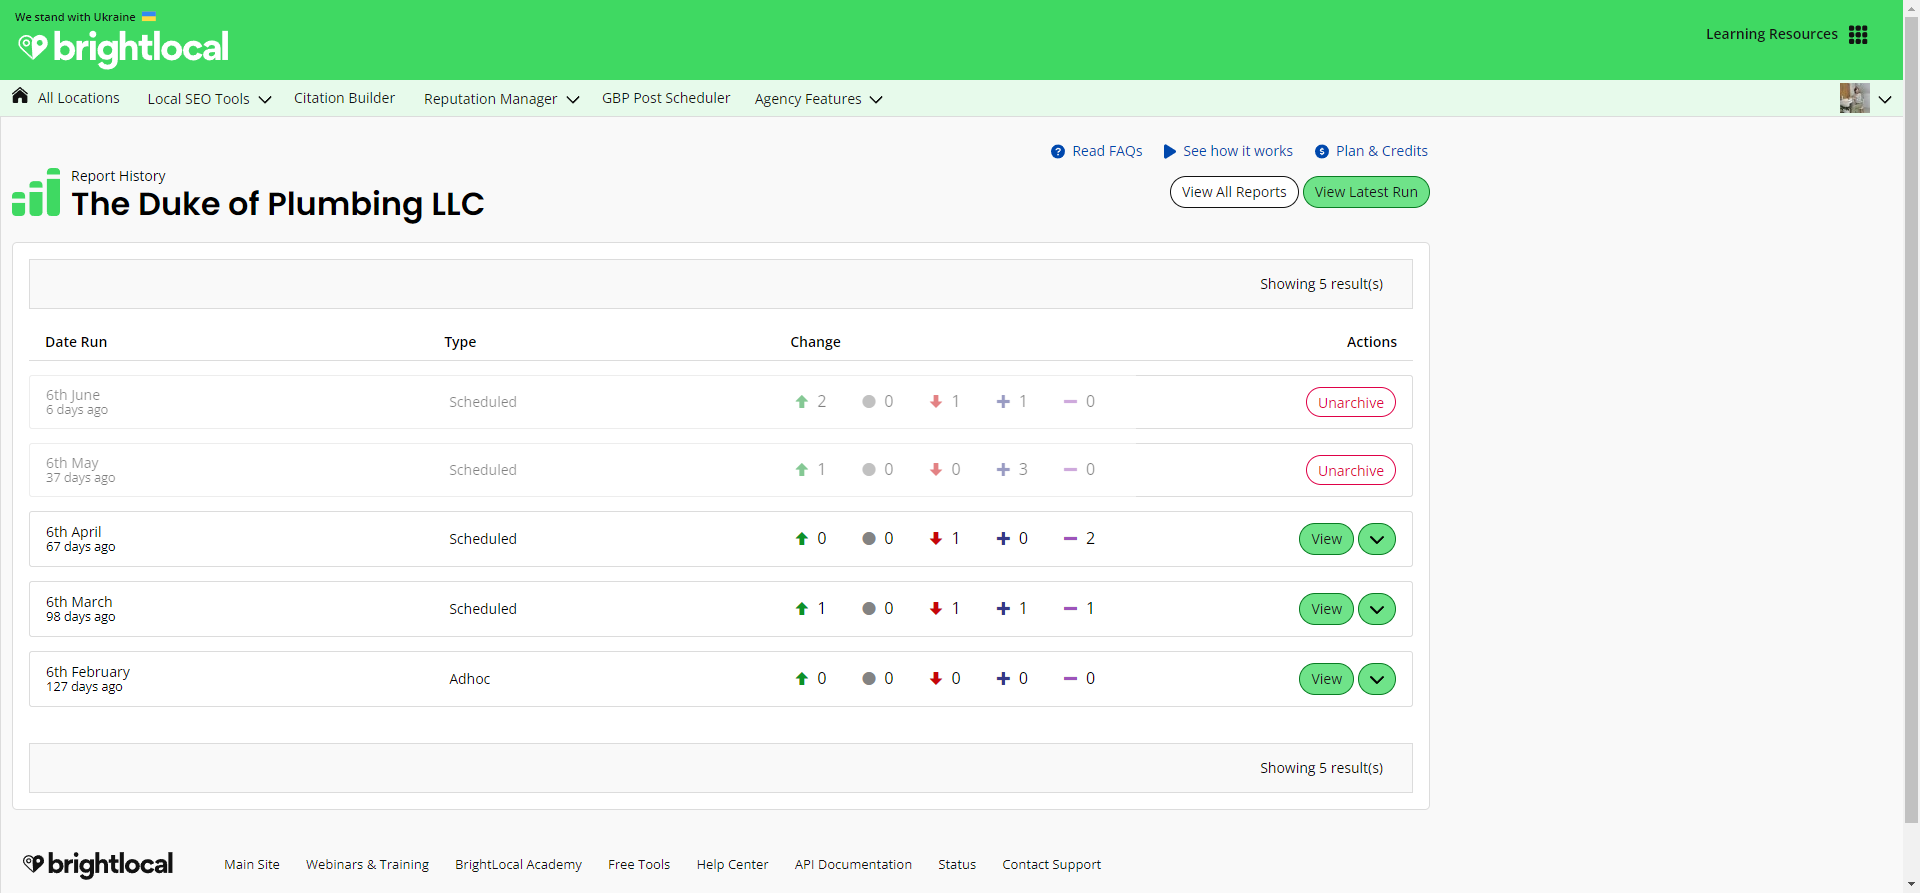 We stand with Ukraine
brightlocal
Learning Resources
All Locations Local SEO Tools Citation Builder Reputation Manager GBP Post Scheduler Agency Features
Read FAQs See how it works Plan & Credits
Report History
The Duke of Plumbing LLC
View All Reports View Latest Run
Showing 5 result(s)
Date Run Type Change Actions
6th June
6 days ago
Scheduled 2 0 1 1 0 Unarchive
6th May
37 days ago
Scheduled 1 0 0 3 0 Unarchive
6th April
67 days ago
Scheduled 0 0 1 0 2 View
6th March
98 days ago
Scheduled 1 0 1 1 1 View
6th February
127 days ago
Adhoc 0 0 0 0 0 View
Showing 5 result(s)
brightlocal Main Site Webinars & Training BrightLocal Academy Free Tools Help Center API Documentation Status Contact Support